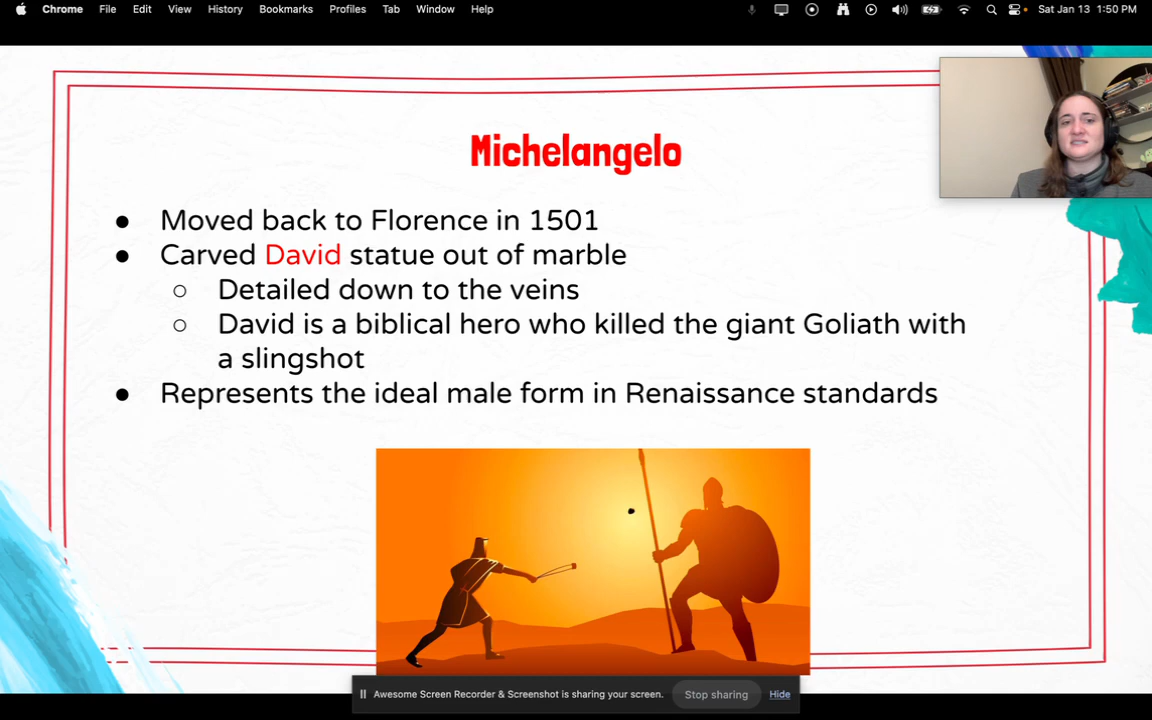 Chrome File Edit View History Bookmarks Profiles Tab Window Help Sat Jan 13 1:50 PM
Michelangelo
● Moved back to Florence in 1501
● Carved David statue out of marble
○ Detailed down to the veins
○ David is a biblical hero who killed the giant Goliath with
a slingshot
● Represents the ideal male form in Renaissance standards
Awesome Screen Recorder & Screenshot is sharing your screen. Stop sharing Hide